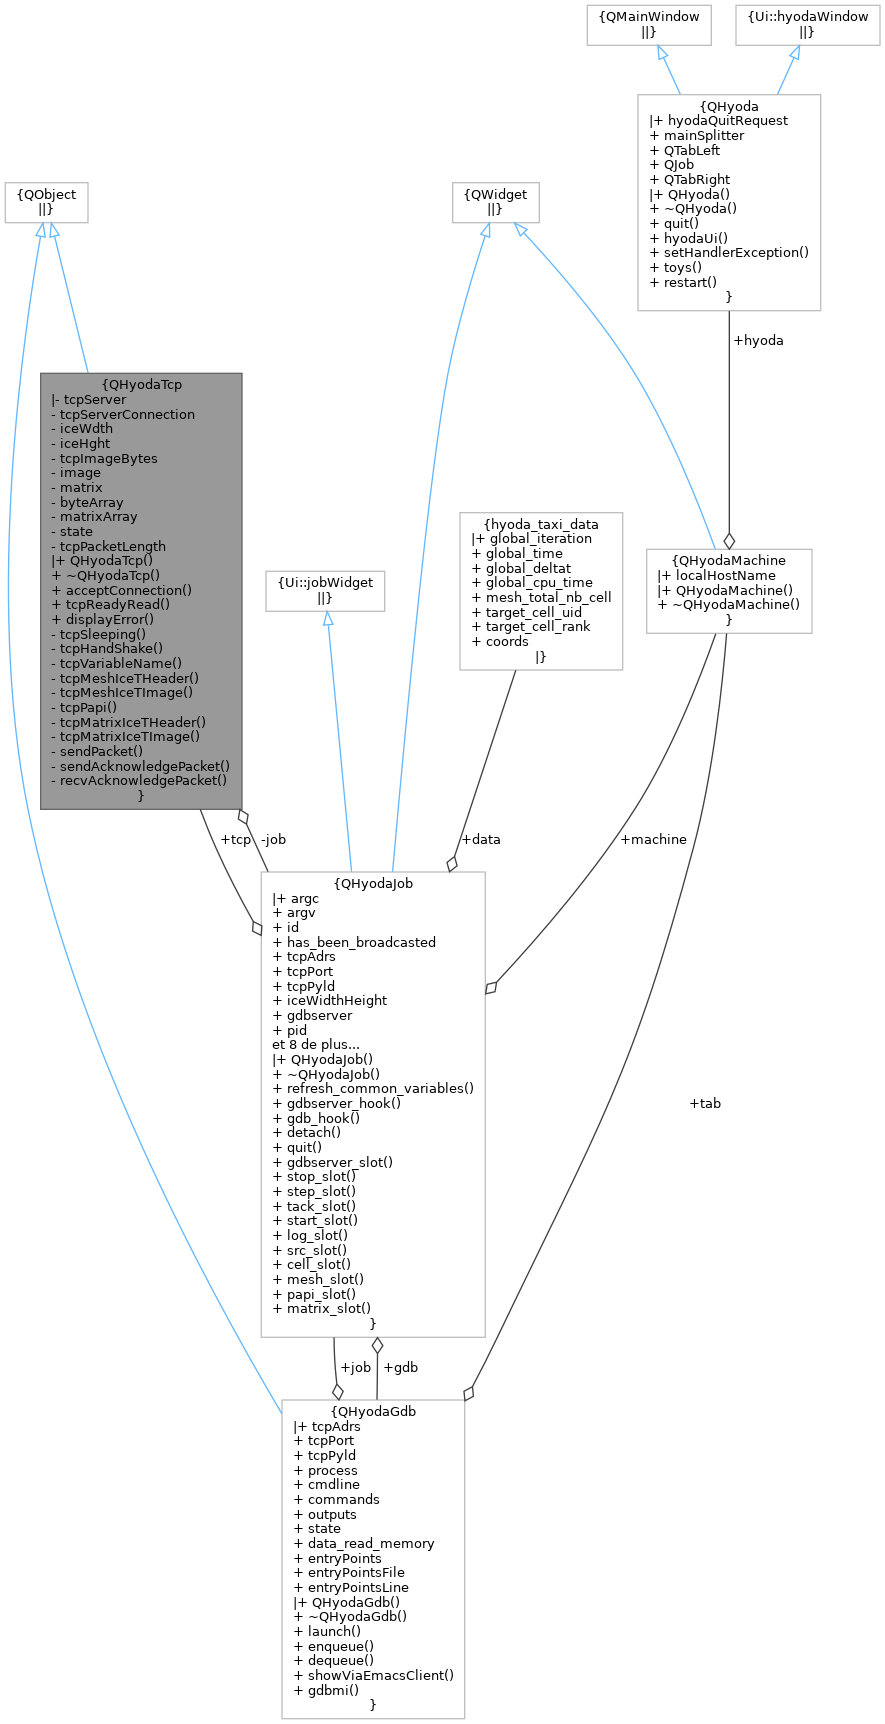 {QMainWindow
||}
{Ui::hyodaWindow
||}
{QHyoda
|+ hyodaQuitRequest
+ mainSplitter
+ QTabLeft
+ QJob
+ QTabRight
|+ QHyoda()
+ ~QHyoda()
+ quit()
+ hyodaUi()
+ setHandlerException()
+ toys()
+ restart()
}
{QObject
||}
{QWidget
||}
+hyoda
{QHyodaTcp
|- tcpServer
- tcpServerConnection
- iceWdth
- iceHght
- tcpImageBytes
- image
- matrix
- byteArray
- matrixArray
- state
- tcpPacketLength
|+ QHyodaTcp()
+ ~QHyodaTcp()
+ acceptConnection()
+ tcpReadyRead()
+ displayError()
- tcpSleeping()
- tcpHandShake()
- tcpVariableName()
- tcpMeshIceTHeader()
- tcpMeshIceTImage()
- tcpPapi()
- tcpMatrixIceTHeader()
- tcpMatrixIceTImage()
- sendPacket()
- sendAcknowledgePacket()
- recvAcknowledgePacket()
}
{Ui::jobWidget
||}
{hyoda_taxi_data
|+ global_iteration
+ global_time
+ global_deltat
+ global_cpu_time
+ mesh_total_nb_cell
+ target_cell_uid
+ target_cell_rank
+ coords
|}
{QHyodaMachine
|+ localHostName
|+ QHyodaMachine()
+ ~QHyodaMachine()
}
+tcp
-job
+data
+machine
{QHyodaJob
|+ argc
+ argv
+ id
+ has_been_broadcasted
+ tcpAdrs
+ tcpPort
+ tcpPyld
+ iceWidthHeight
+ gdbserver
+ pid
et 8 de plus...
|+ QHyodaJob()
+ ~QHyodaJob()
+ refresh_common_variables()
+ gdbserver_hook()
+ gdb_hook()
+ detach()
+ quit()
+ gdbserver_slot()
+ stop_slot()
+ step_slot()
+ tack_slot()
+ start_slot()
+ log_slot()
+ src_slot()
+ cell_slot()
+ mesh_slot()
+ papi_slot()
+ matrix_slot()
}
+tab
+job
+gdb
{QHyodaGdb
|+ tcpAdrs
+ tcpPort
+ tcpPyld
+ process
+ cmdline
+ commands
+ outputs
+ state
+ data_read_memory
+ entryPoints
+ entryPointsFile
+ entryPointsLine
|+ QHyodaGdb()
+ ~QHyodaGdb()
+ launch()
+ enqueue()
+ dequeue()
+ showViaEmacsClient()
+ gdbmi()
}